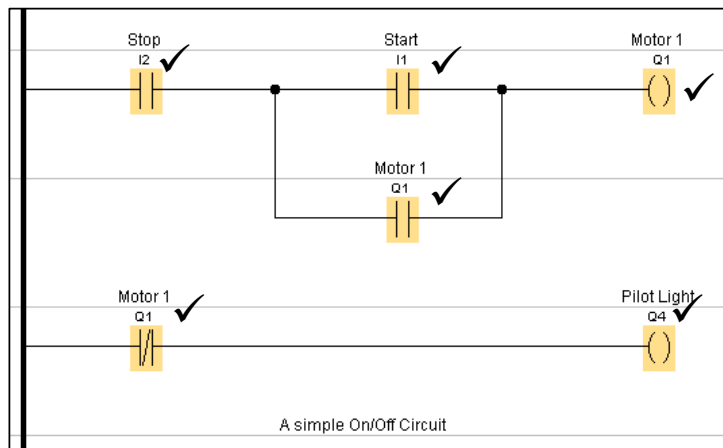 Stop Start Motor 1
I2 I1 Q1
Motor 1
Q1
Motor 1 Pilot Light
Q1 Q4
A simple On/Off Circuit